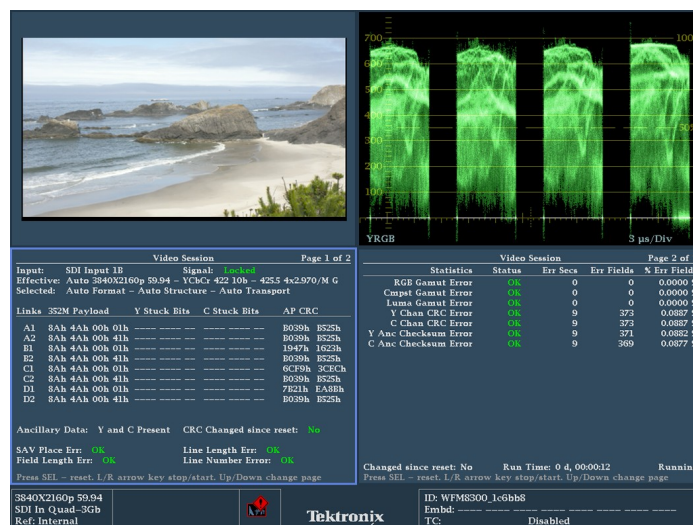 700
600
500
400
300
200
100
100
30%
YRGB
3 µs/Div
Video Session Page 1 of 2
Input: SDI Input 1B Signal: Locked
Effective: Auto 3840X2160p 59.94 – YCbCr 422 10b – 425.5 4x2.970/M G
Selected: Auto Format – Auto Structure – Auto Transport
Links 352M Payload Y Stuck Bits C Stuck Bits AP CRC
A1 8Ah 4Ah 00h 01h –––– –––– –– –––– –––– –– B039h B525h
A2 8Ah 4Ah 00h 01h –––– –––– –– –––– –––– –– B039h B525h
B1 8Ah 4Ah 00h 01h –––– –––– –– –––– –––– –– 1947h 1623h
B2 8Ah 4Ah 00h 01h –––– –––– –– –––– –––– –– B039h B525h
C1 8Ah 4Ah 00h 01h –––– –––– –– –––– –––– –– 6CF9h 3CECh
C2 8Ah 4Ah 00h 01h –––– –––– –– –––– –––– –– B039h B525h
D1 8Ah 4Ah 00h 01h –––– –––– –– –––– –––– –– 7B21h EA8Bh
D2 8Ah 4Ah 00h 01h –––– –––– –– –––– –––– –– B039h B525h
Ancillary Data: Y and C Present CRC Changed since reset: No
SAV Place Err: OK Line Length Err: OK
Field Length Err: OK Line Number Error: OK
Press SEL – reset. L/R arrow key stop/start. Up/Down change page
Video Session Page 2 of
Statistics Status Err Secs Err Fields % Err Field
RGB Gamut Error OK 0 0 0.0000
Cmpst Gamut Error OK 0 0 0.0000
Luma Gamut Error OK 0 0 0.0000
Y Chan CRC Error OK 9 373 0.0887
C Chan CRC Error OK 9 373 0.0887
Y Anc Checksum Error OK 9 371 0.0882
C Anc Checksum Error OK 9 369 0.0877
Changed since reset: No Run Time: 0 d, 00:00:12 Runnin
Press SEL – reset. L/R arrow key stop/start. Up/Down change page
3840X2160p 59.94
SDI In Quad–3Gb
Ref: Internal
Tektronix
ID: WFM8300_1c6bb8
Embd: –––– –––– –––– –––– –––– –––– –––– ––––
TC: Disabled